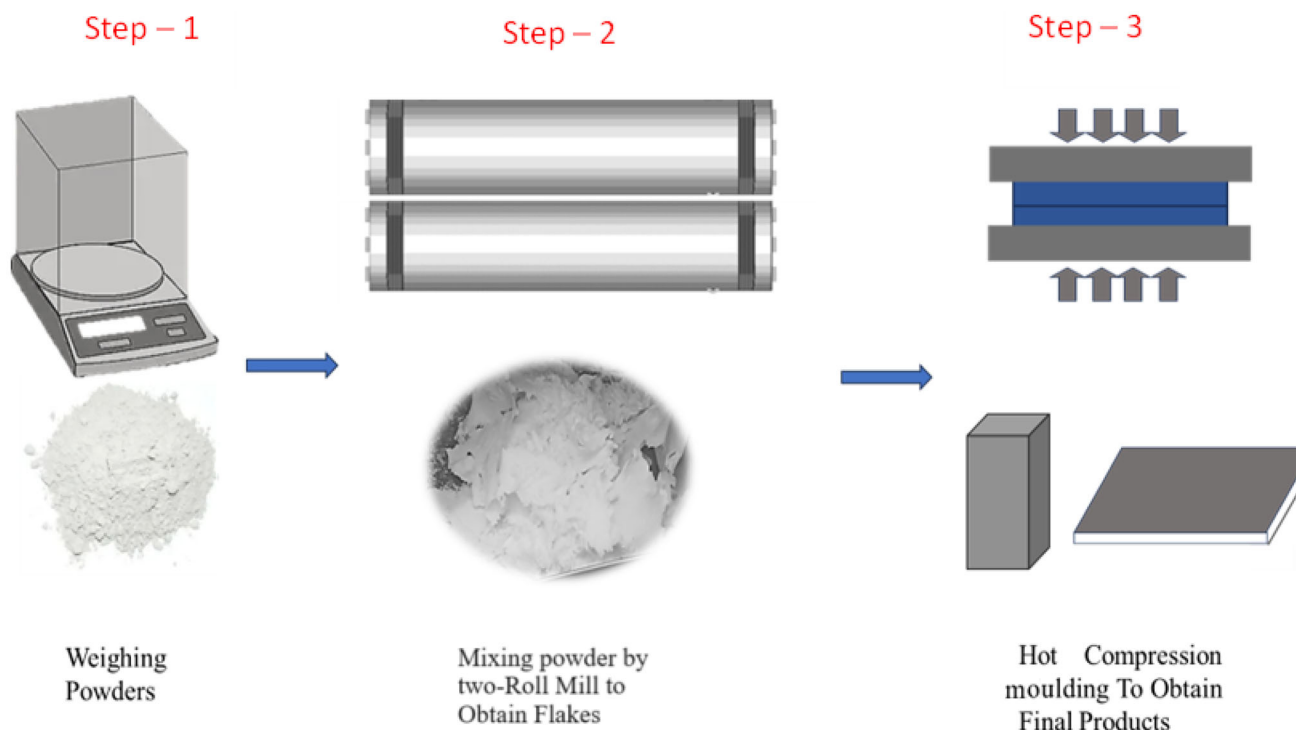 Step – 1
Step – 2
Step – 3
Weighing
Powders
Mixing powder by
two-Roll Mill to
Obtain Flakes
Hot Compression
moulding To Obtain
Final Products